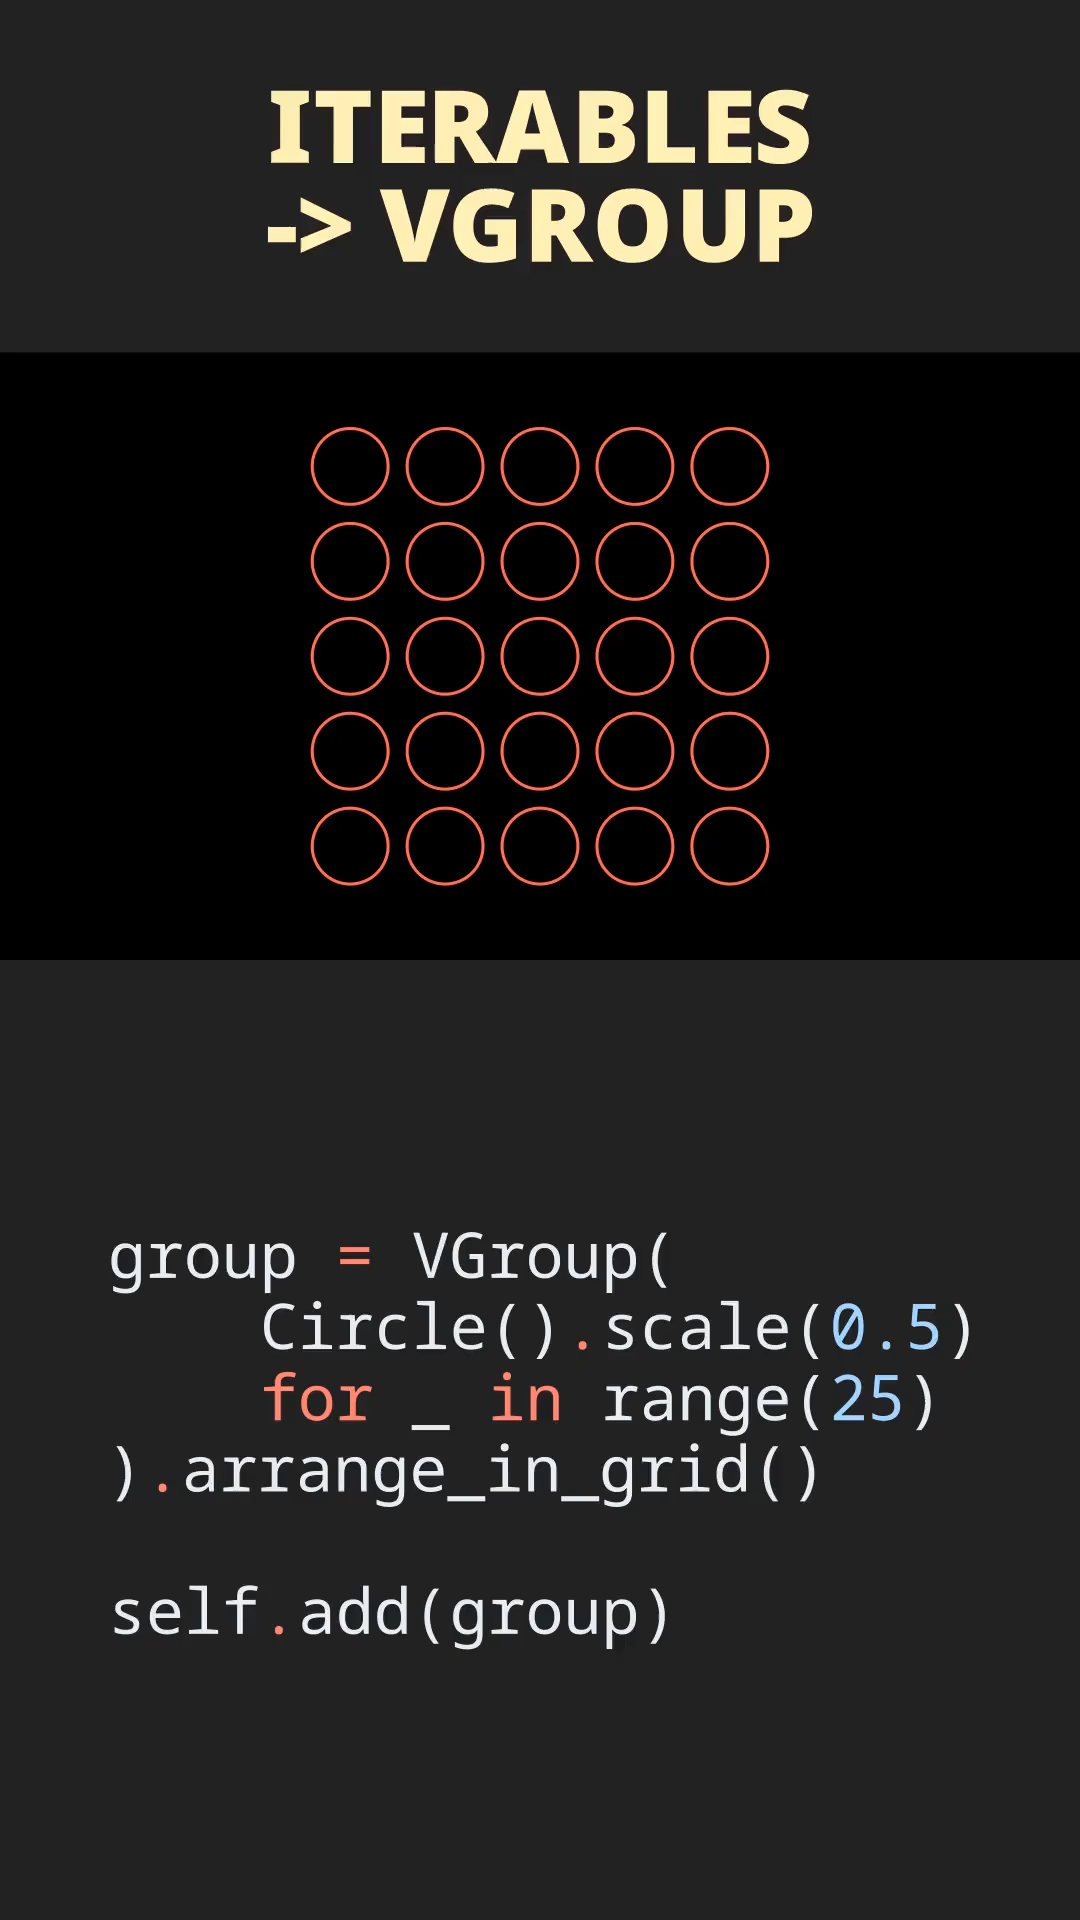 ITERABLES
-> VGROUP
group = VGroup(
    Circle().scale(0.5)
    for _ in range(25)
).arrange_in_grid()
self.add(group)